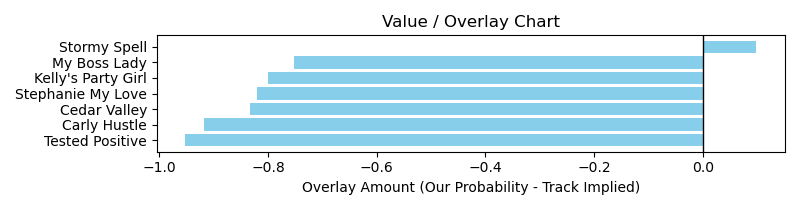 Value / Overlay Chart
Stormy Spell
My Boss Lady
Kelly's Party Girl
Stephanie My Love
Cedar Valley
Carly Hustle
Tested Positive
−1.0 −0.8 −0.6 −0.4 −0.2 0.0
Overlay Amount (Our Probability - Track Implied)